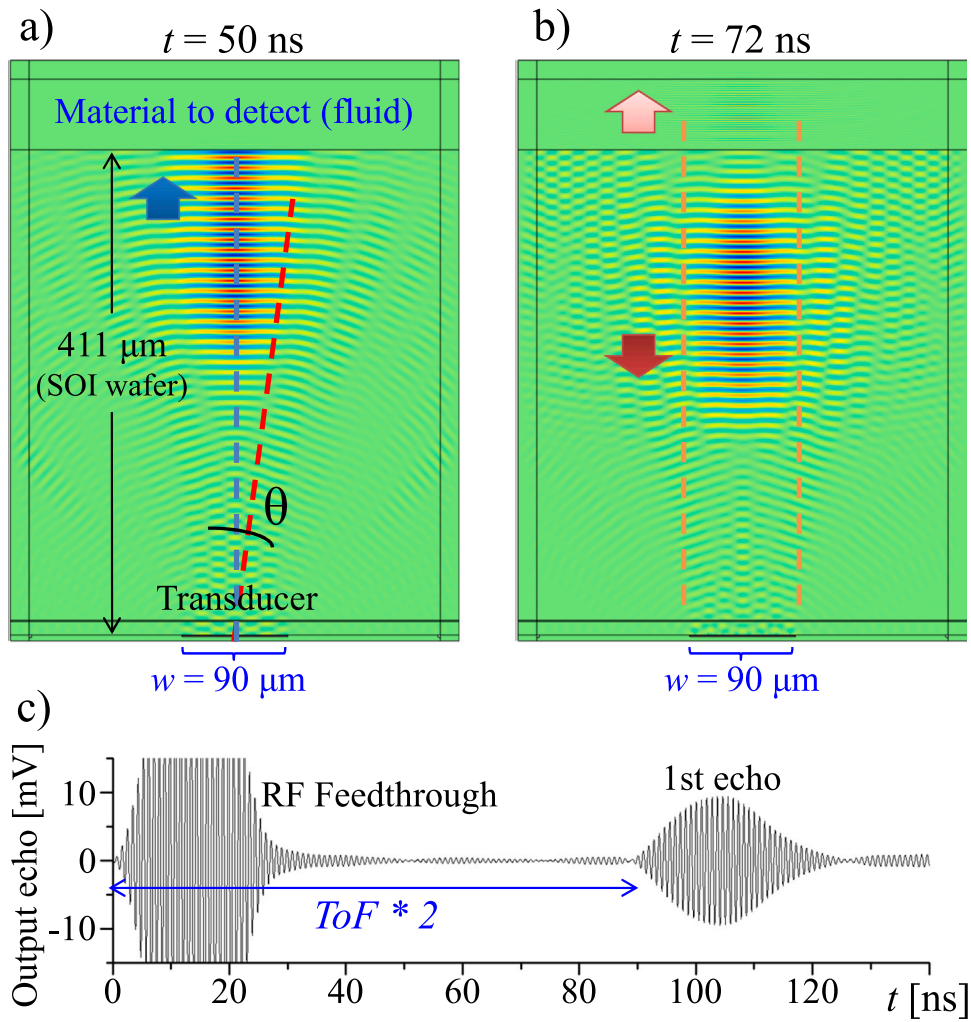 a)
t = 50 ns
b)
t = 72 ns
Material to detect (fluid)
411 μm
(SOI wafer)
θ
Transducer
w = 90 μm
w = 90 μm
c)
Output echo [mV]
10
0
-10
RF Feedthrough
1st echo
ToF * 2
0
20
40
60
80
100
120
t [ns]